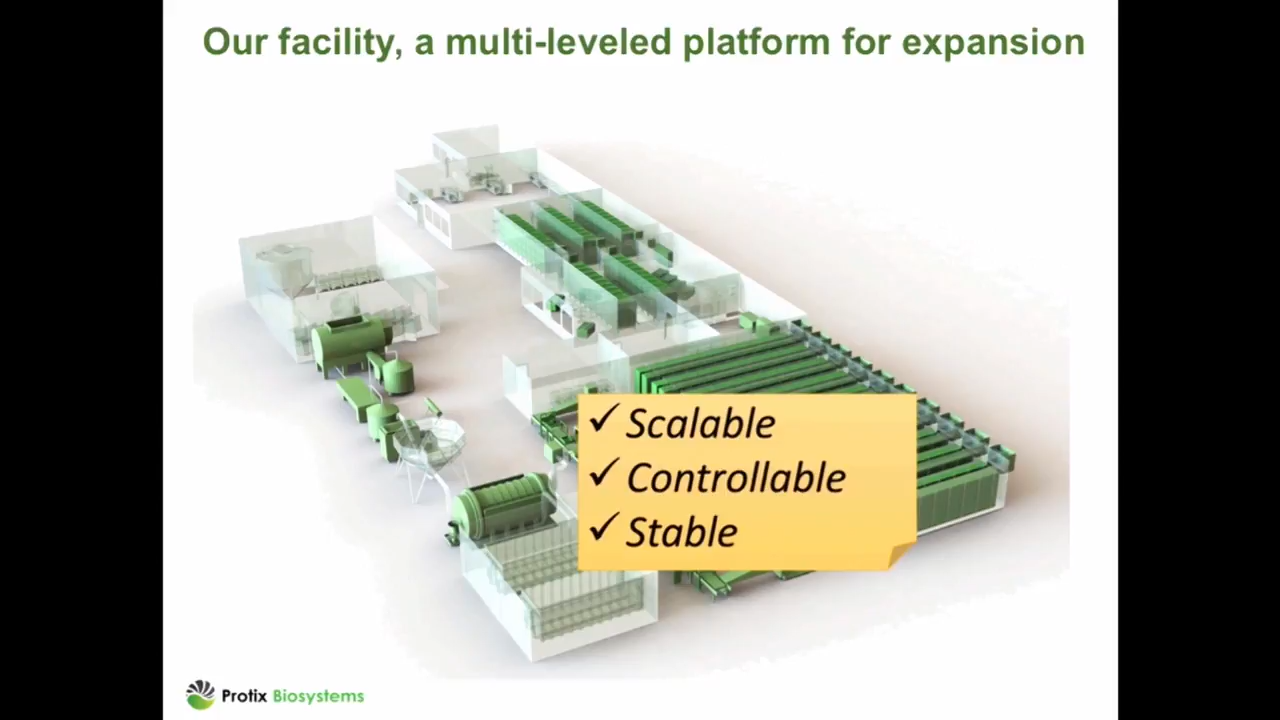 Our facility, a multi-leveled platform for expansion
✓ Scalable
✓ Controllable
✓ Stable
Protix Biosystems